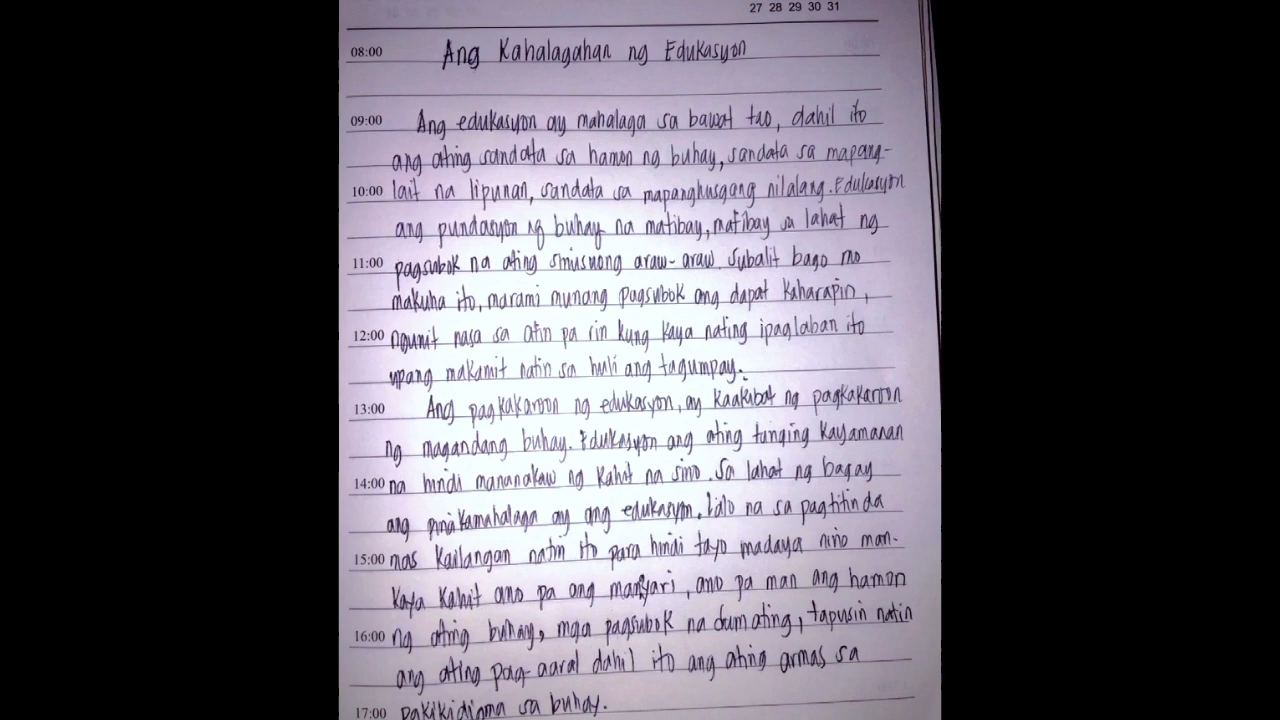 27 28 29 30 31
08:00 Ang Kahalagahan ng Edukasyon
09:00 Ang edukasyon ay mahalaga sa bawat tao, dahil ito
ang ating sandata sa hamon ng buhay, sandata sa mapang-
10:00 lait na lipunan, sandata sa mapanghusgang nilalang. Edukasyon
ang pundasyon ng buhay na matibay, matibay sa lahat ng
11:00 pagsubok na ating sinusuong araw-araw. Subalit bago mo
makuha ito, marami munang pagsubok ang dapat kaharapin,
12:00 ngunit nasa sa atin pa rin kung kaya nating ipaglaban ito
upang makamit natin sa huli ang tagumpay.
13:00 Ang pagkakaroon ng edukasyon, ay kaakibat ng pagkakaroon
ng magandang buhay. Edukasyon ang ating tanging kayamanan
14:00 na hindi mananakaw ng kahit na sino. Sa lahat ng bagay
ang pinakamahalaga ay ang edukasyon, lalo na sa pagtitinda
15:00 mas kailangan natin ito para hindi tayo madaya nino man.
Kaya kahit ano pa ang mangyari, ano pa man ang hamon
16:00 ng ating buhay, mga pagsubok na dumating, tapusin natin
ang ating pag-aaral dahil ito ang ating armas sa
17:00 pakikidigma sa buhay.